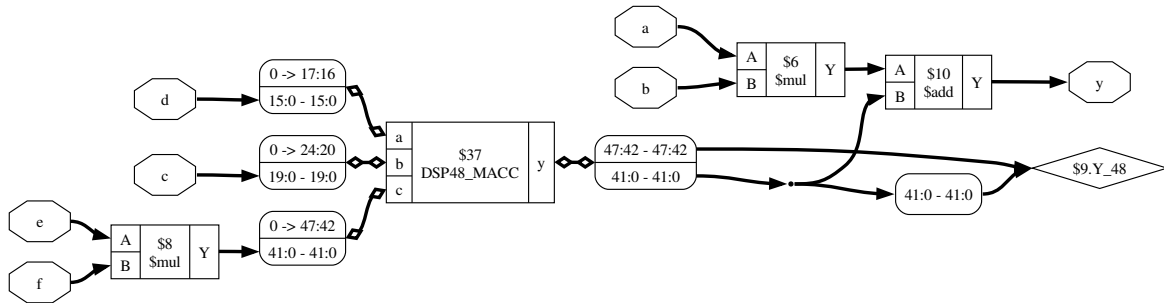 a
b
A
B
$6
$mul
Y
A
B
$10
$add
Y
y
d
0 -> 17:16
15:0 - 15:0
c
0 -> 24:20
19:0 - 19:0
a
b
c
$37
DSP48_MACC
y
47:42 - 47:42
41:0 - 41:0
41:0 - 41:0
$9.Y_48
e
f
A
B
$8
$mul
Y
0 -> 47:42
41:0 - 41:0